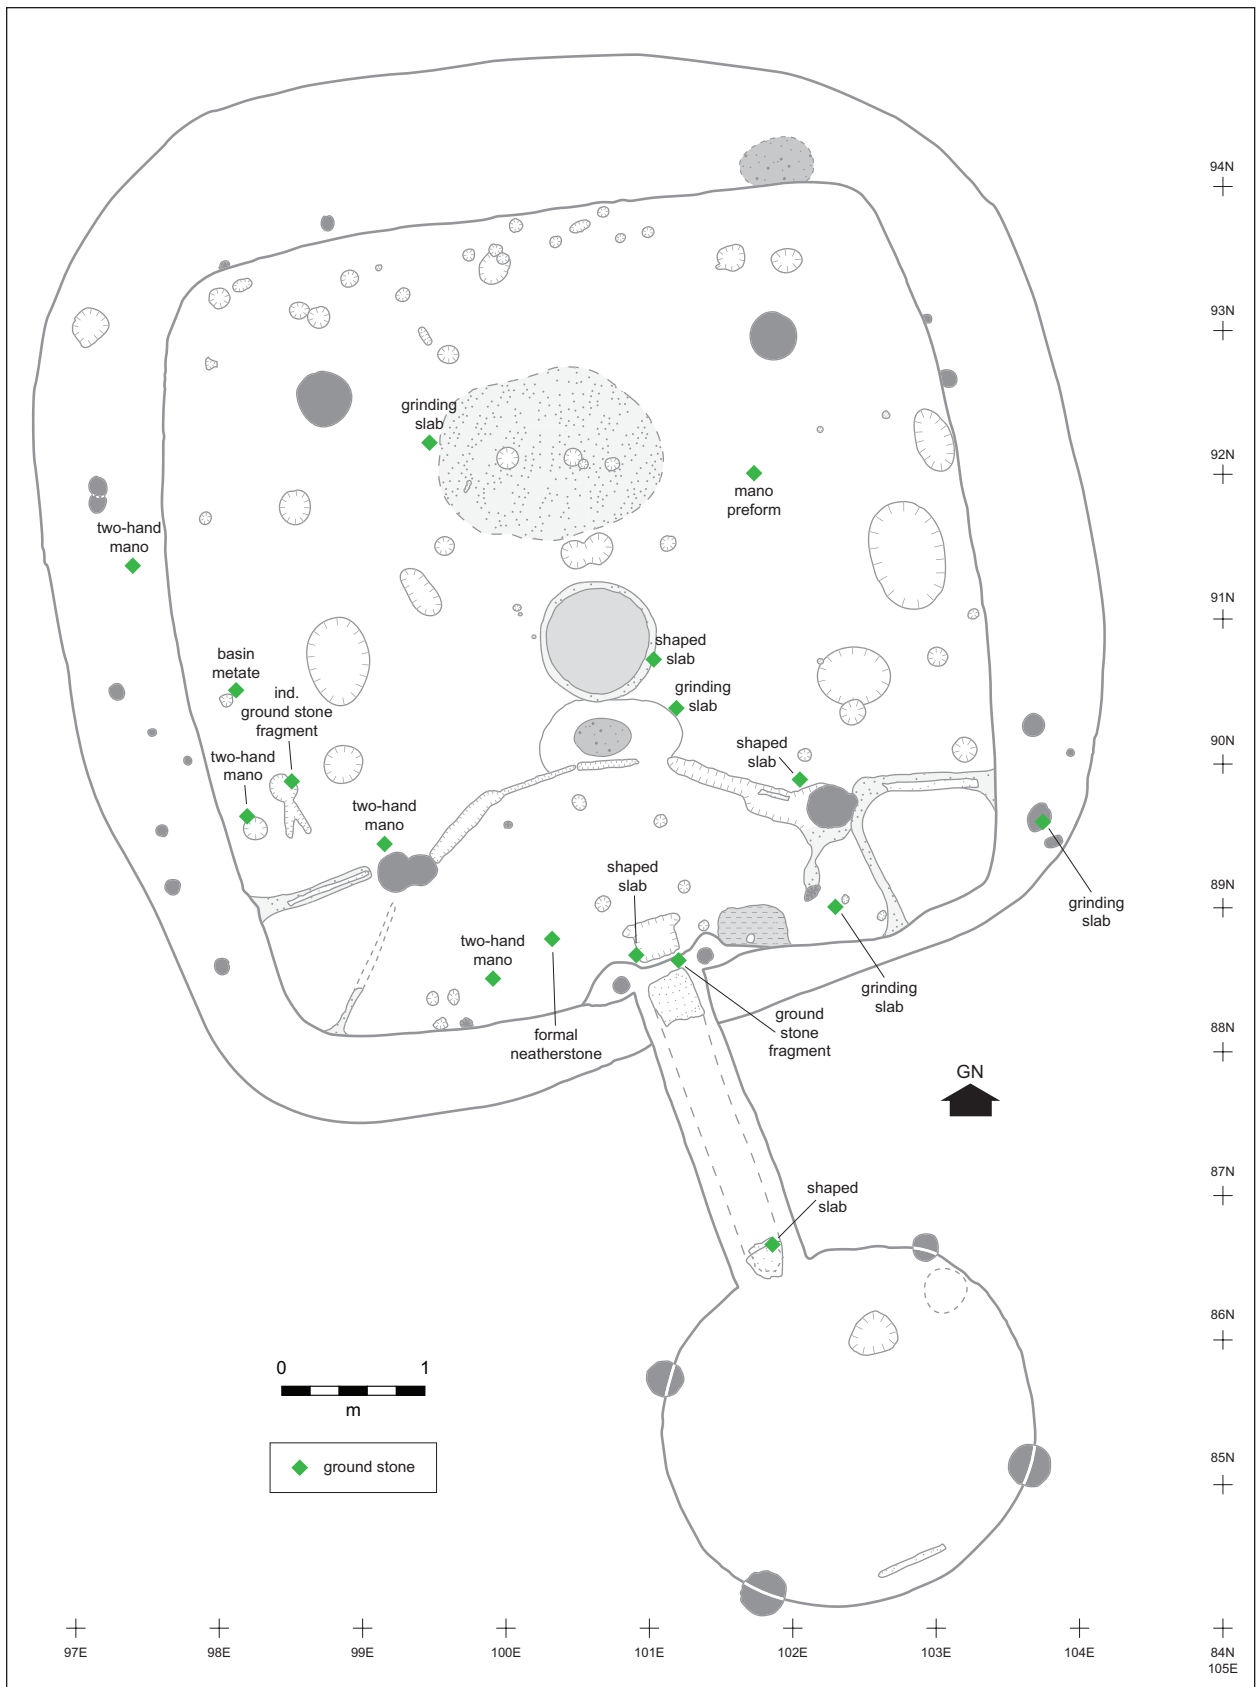 94N
93N
grinding
slab
92N
mano
preform
two-hand
mano
91N
shaped
slab
basin
metate
grinding
slab
ind.
ground stone
fragment
90N
shaped
slab
two-hand
mano
two-hand
mano
shaped
slab
89N
grinding
slab
two-hand
mano
grinding
slab
ground
stone
fragment
formal
neatherstone
88N
GN
87N
shaped
slab
86N
0 1
m
85N
ground stone
97E 98E 99E 100E 101E 102E 103E 104E 84N
105E